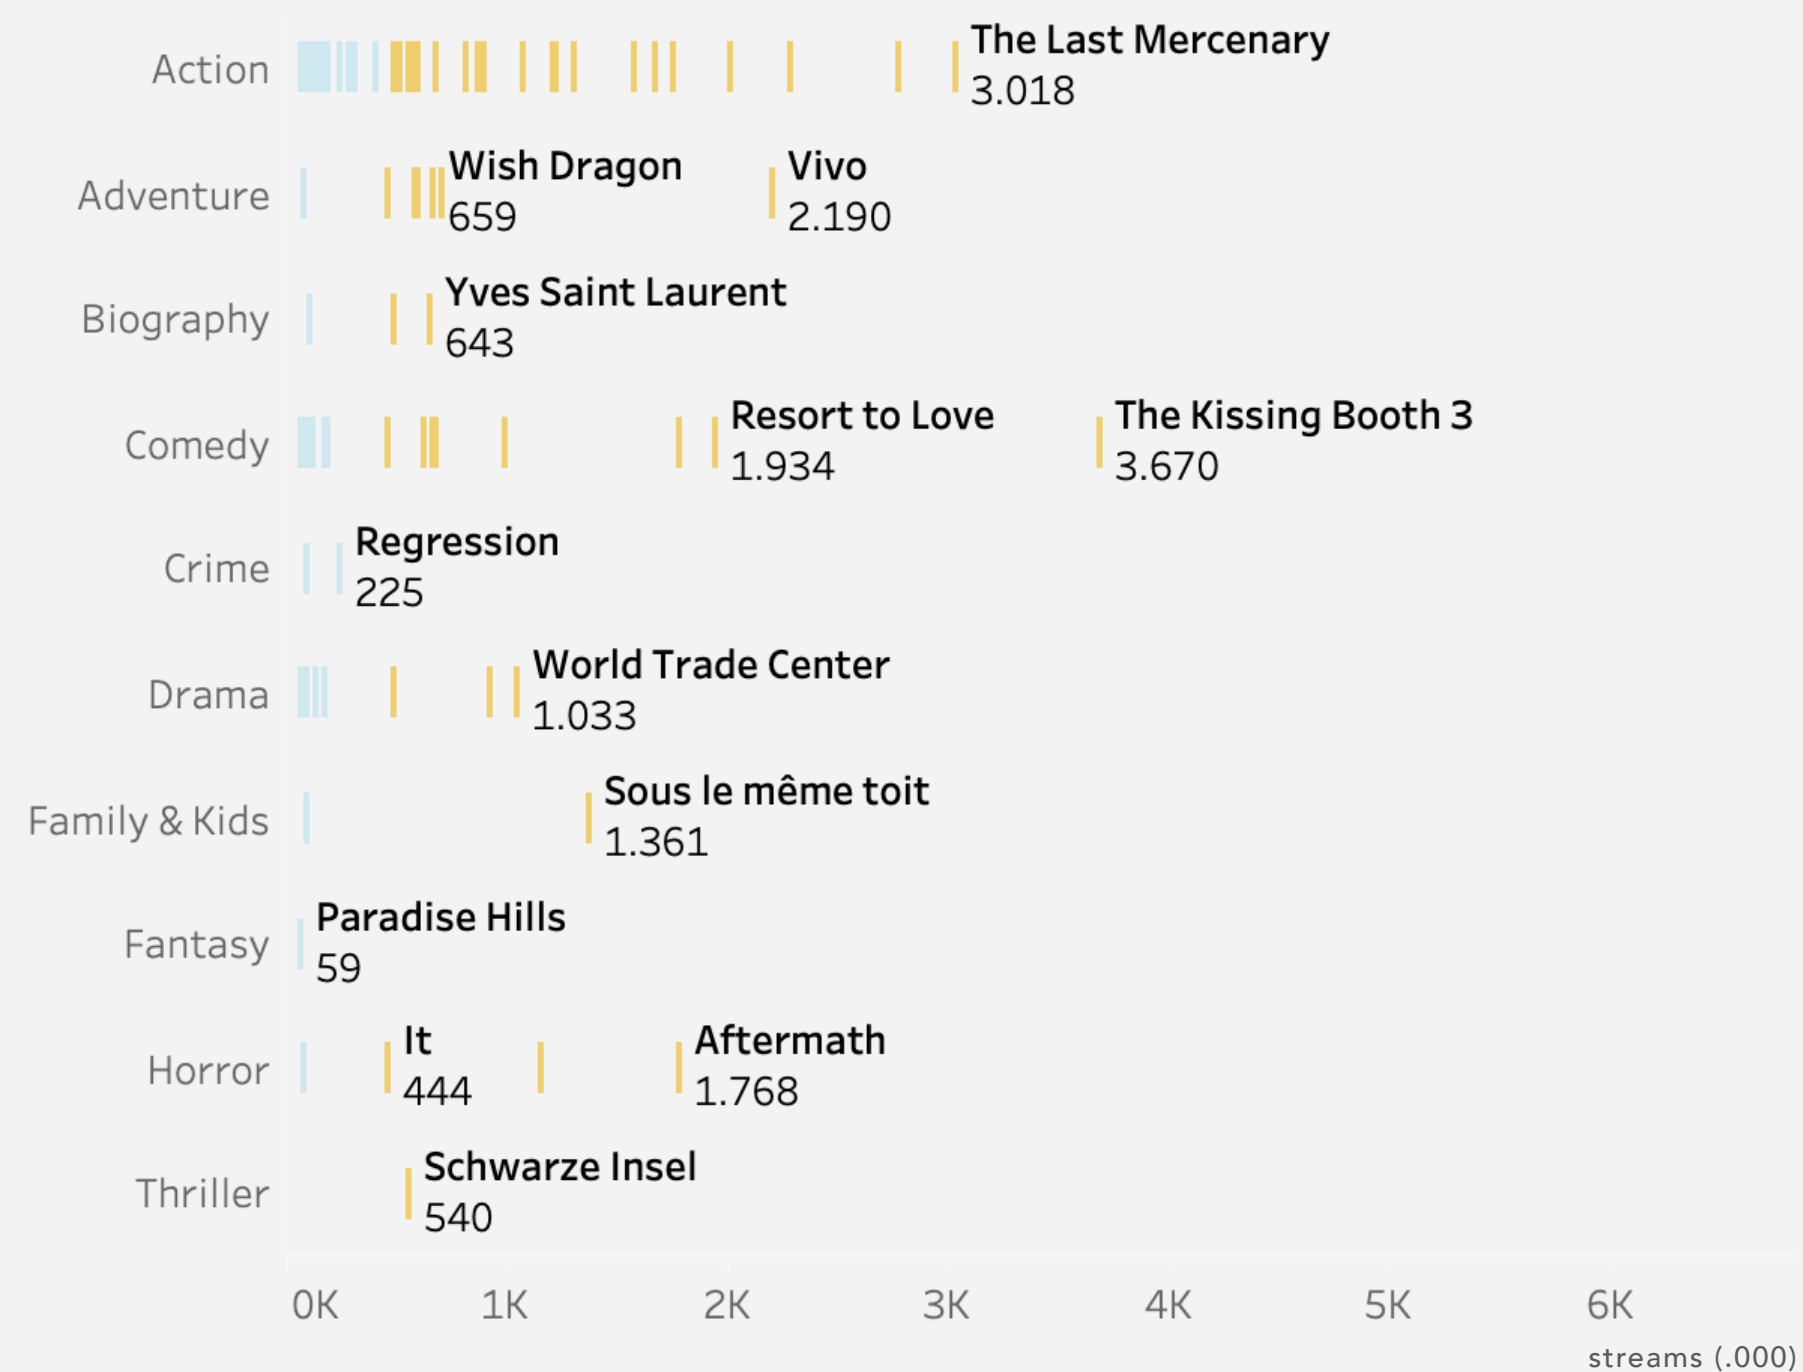 Action
The Last Mercenary
3.018
Adventure
Wish Dragon
659
Vivo
2.190
Biography
Yves Saint Laurent
643
Comedy
Resort to Love
1.934
The Kissing Booth 3
3.670
Crime
Regression
225
Drama
World Trade Center
1.033
Family & Kids
Sous le même toit
1.361
Fantasy
Paradise Hills
59
Horror
It
444
Aftermath
1.768
Thriller
Schwarze Insel
540
0K 1K 2K 3K 4K 5K 6K
streams (.000)